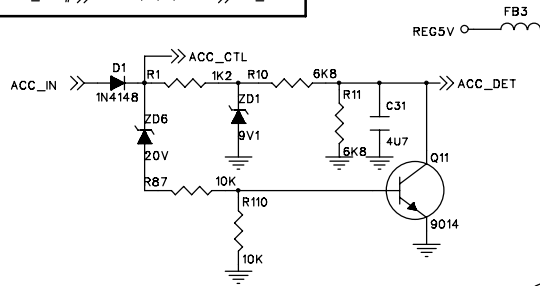 FB3
REG5V
ACC_CTL
D1
R1
R10
ACC_IN
1K2
6K8
ACC_DET
1N4148
R11
ZD6
ZD1
C31
9V1
4U7
20V
6K8
Q11
R87
10K
R110
9014
10K